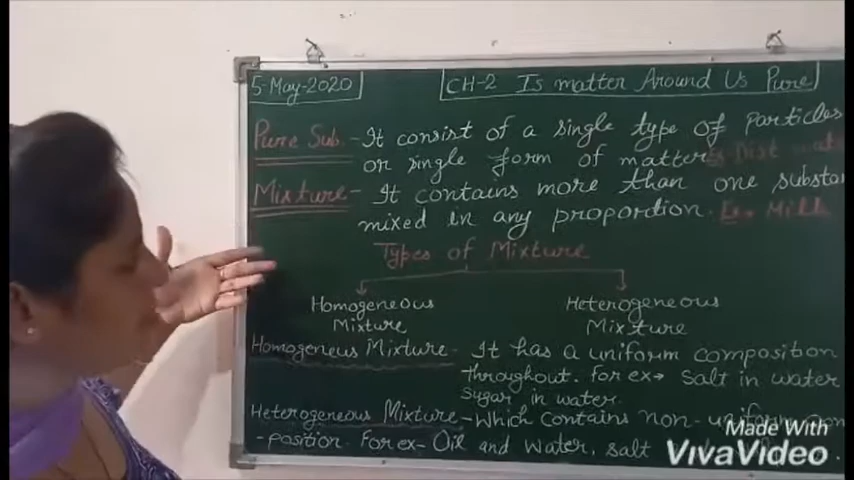 5-May-2020
CH-2 Is matter Around Us Pure
Pure Sub. - It consist of a single type of particles
or single form of matter Ex Dist
Mixture - It contains more than one
mixed in any proportion. Ex- Milk
Types of Mixture
Homogeneous Mixture
Heterogeneous Mixture
Homogeneous Mixture - It has a uniform composition
throughout. For ex→ Salt in water,
Sugar in water.
Heterogeneous Mixture - Which contains non-uniform
-position. For ex- Oil and water, salt
Made With
VivaVideo